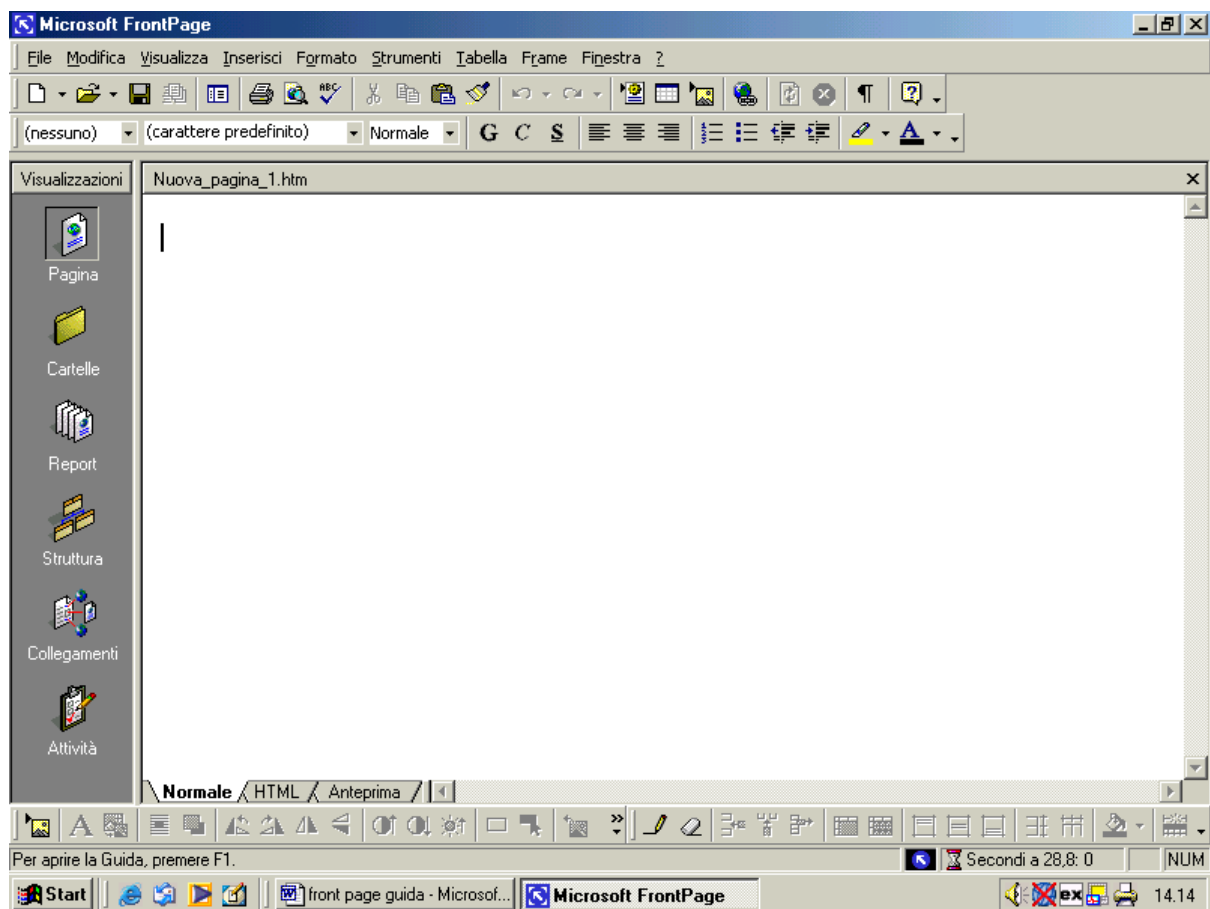 Microsoft FrontPage
File Modifica Visualizza Inserisci Formato Strumenti Tabella Frame Finestra ?
ABC
(nessuno) (carattere predefinito) Normale G C S A
Visualizzazioni Nuova_pagina_1.htm
Pagina
Cartelle
Report
Struttura
Collegamenti
Attività
Normale HTML Anteprima
A
Per aprire la Guida, premere F1. Secondi a 28,8: 0 NUM
Start front page guida - Microsof... Microsoft FrontPage ex 14.14